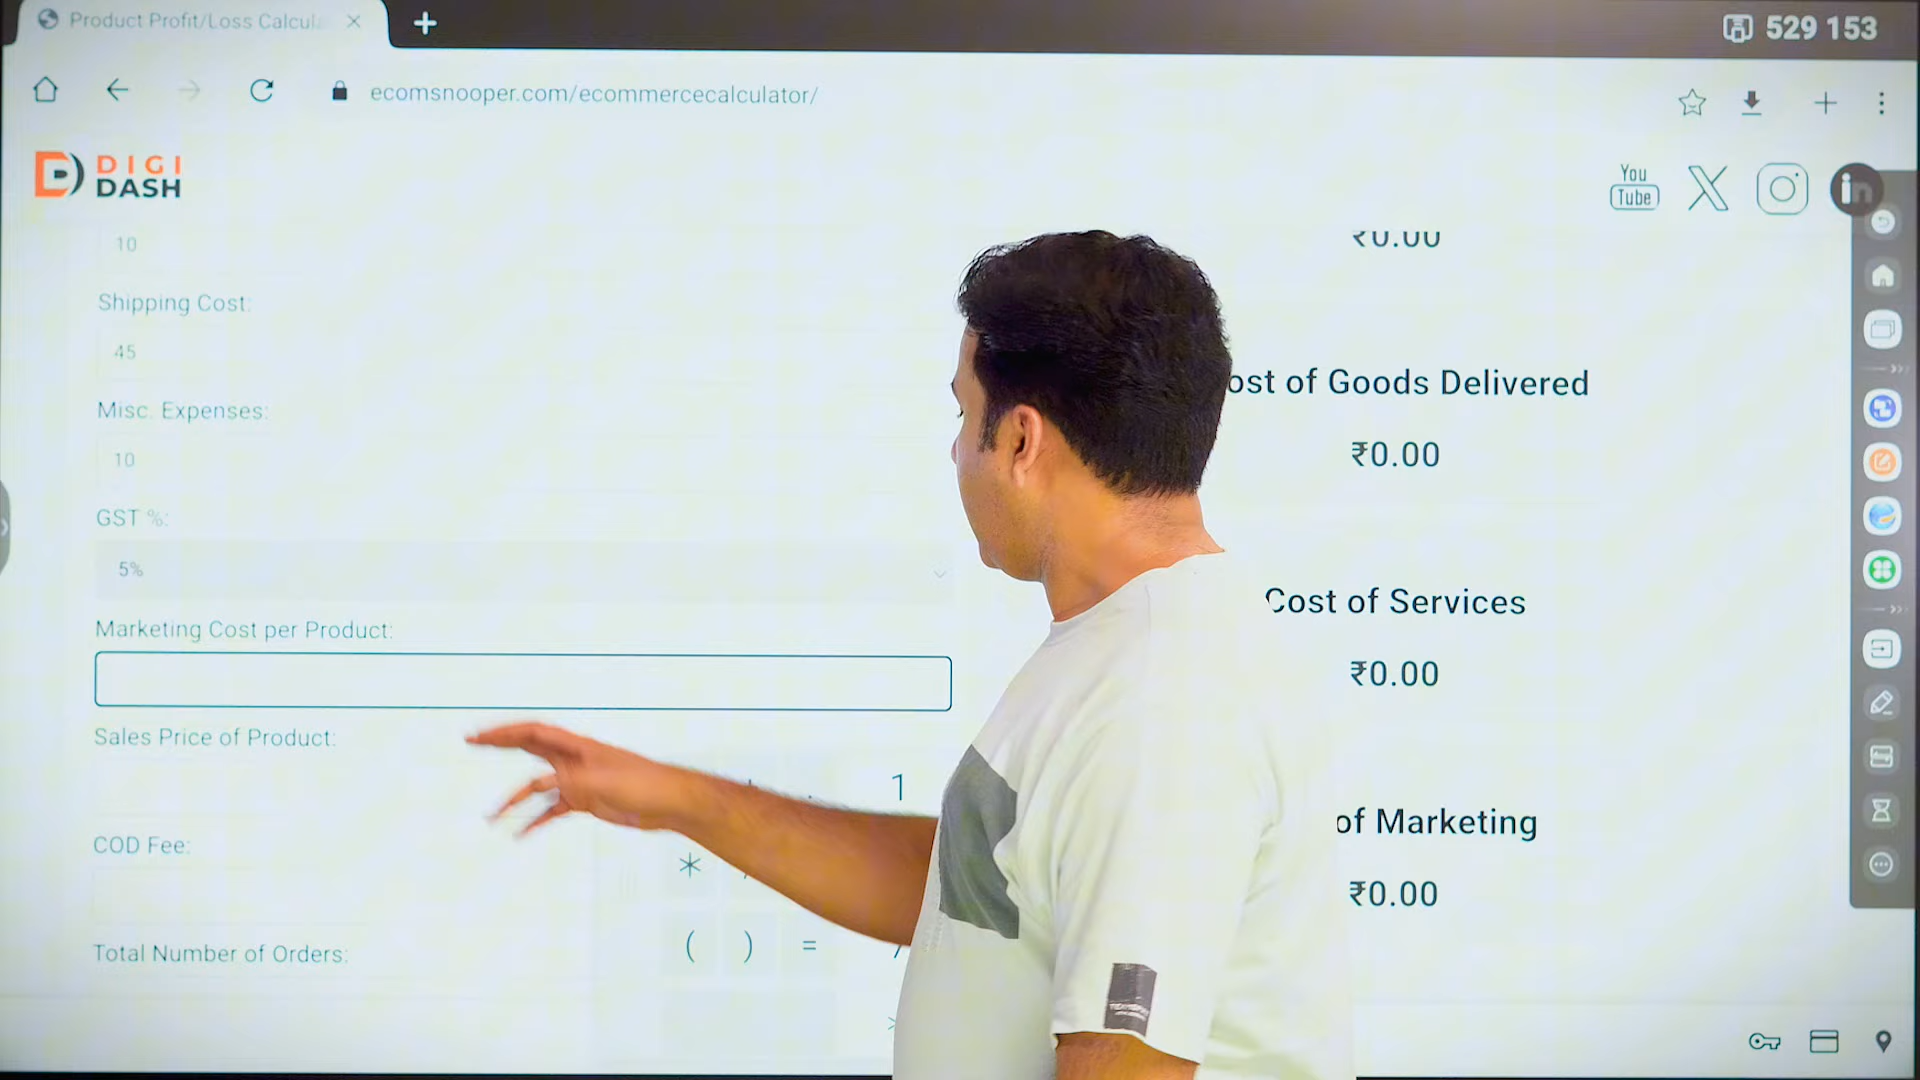 Product Profit/Loss Calcul
529 153
ecomsnooper.com/ecommercecalculator/
DIGI
DASH
You
Tube
X
in
10
₹0.00
Shipping Cost:
45
ost of Goods Delivered
Misc. Expenses:
₹0.00
10
GST %:
5%
Cost of Services
Marketing Cost per Product:
₹0.00
Sales Price of Product:
1
of Marketing
COD Fee:
*
₹0.00
( ) =
Total Number of Orders: